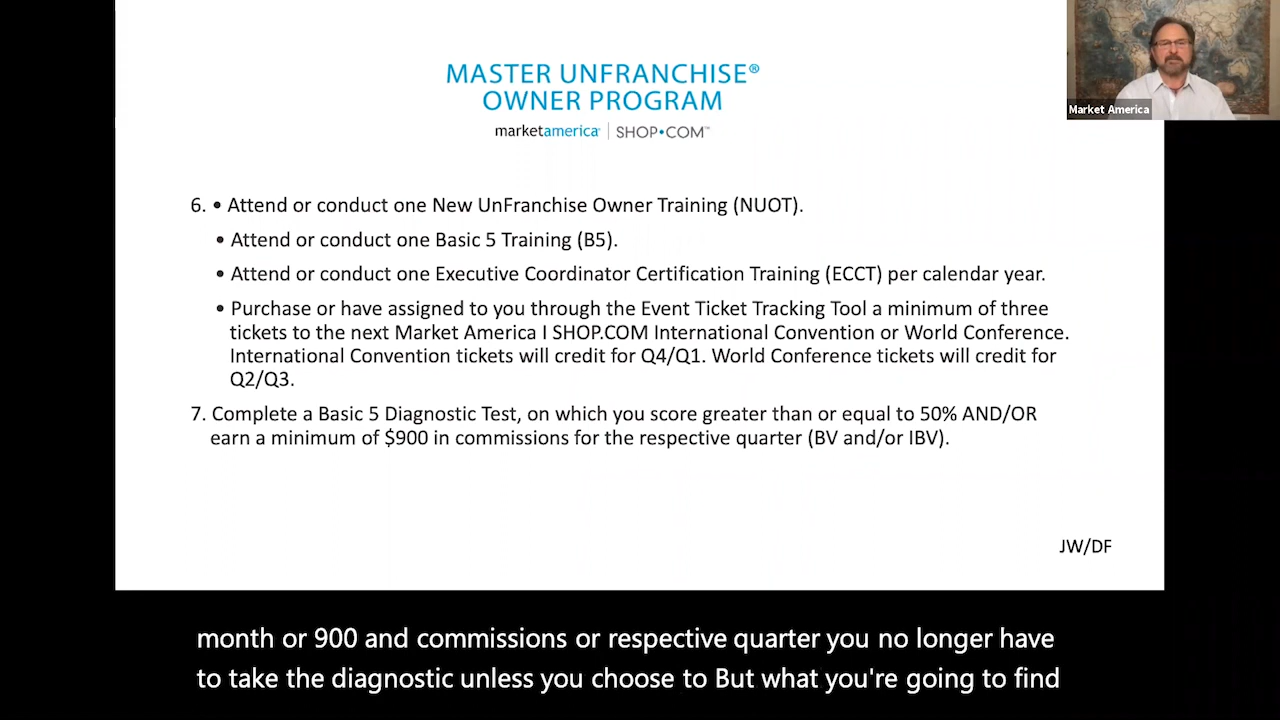 MASTER UNFRANCHISE®
OWNER PROGRAM
marketamerica® | SHOP•COM™
Market America
6. • Attend or conduct one New UnFranchise Owner Training (NUOT).
• Attend or conduct one Basic 5 Training (B5).
• Attend or conduct one Executive Coordinator Certification Training (ECCT) per calendar year.
• Purchase or have assigned to you through the Event Ticket Tracking Tool a minimum of three
tickets to the next Market America I SHOP.COM International Convention or World Conference.
International Convention tickets will credit for Q4/Q1. World Conference tickets will credit for
Q2/Q3.
7. Complete a Basic 5 Diagnostic Test, on which you score greater than or equal to 50% AND/OR
earn a minimum of $900 in commissions for the respective quarter (BV and/or IBV).
JW/DF
month or 900 and commissions or respective quarter you no longer have
to take the diagnostic unless you choose to But what you're going to find